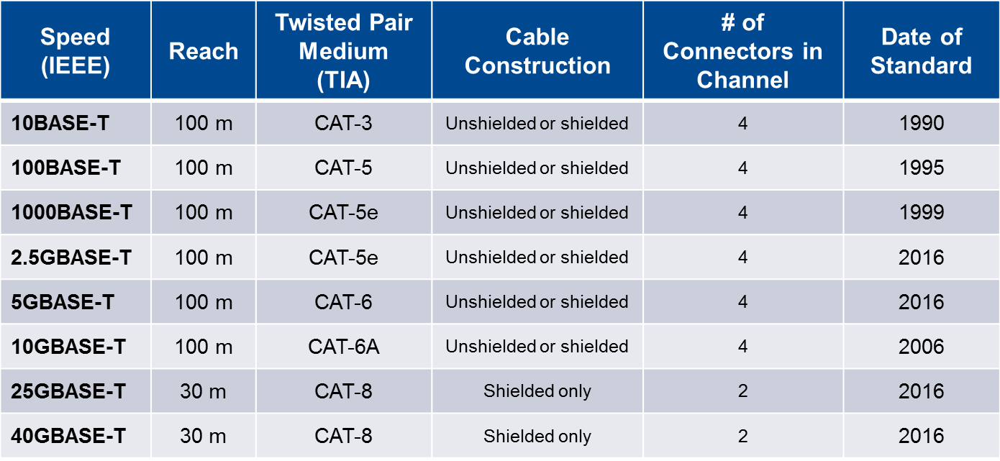 Speed
(IEEE)
Reach
Twisted Pair
Medium
(TIA)
Cable
Construction
# of
Connectors in
Channel
Date of
Standard
10BASE-T 100 m CAT-3 Unshielded or shielded 4 1990
100BASE-T 100 m CAT-5 Unshielded or shielded 4 1995
1000BASE-T 100 m CAT-5e Unshielded or shielded 4 1999
2.5GBASE-T 100 m CAT-5e Unshielded or shielded 4 2016
5GBASE-T 100 m CAT-6 Unshielded or shielded 4 2016
10GBASE-T 100 m CAT-6A Unshielded or shielded 4 2006
25GBASE-T 30 m CAT-8 Shielded only 2 2016
40GBASE-T 30 m CAT-8 Shielded only 2 2016